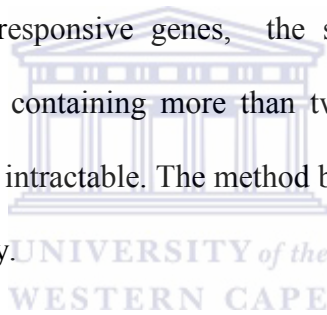 responsive genes, the s
containing more than tw
intractable. The method b
y.
UNIVERSITY of the
WESTERN CAPE